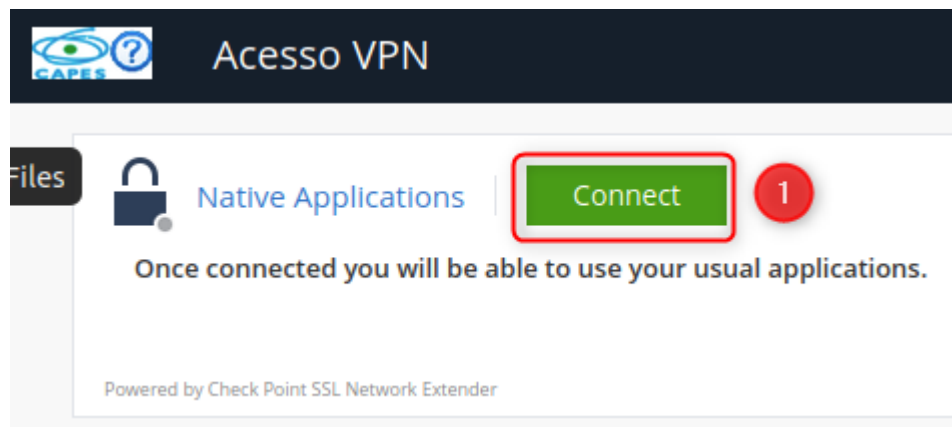 CAPES ? Acesso VPN
Files
Native Applications Connect 1
Once connected you will be able to use your usual applications.
Powered by Check Point SSL Network Extender